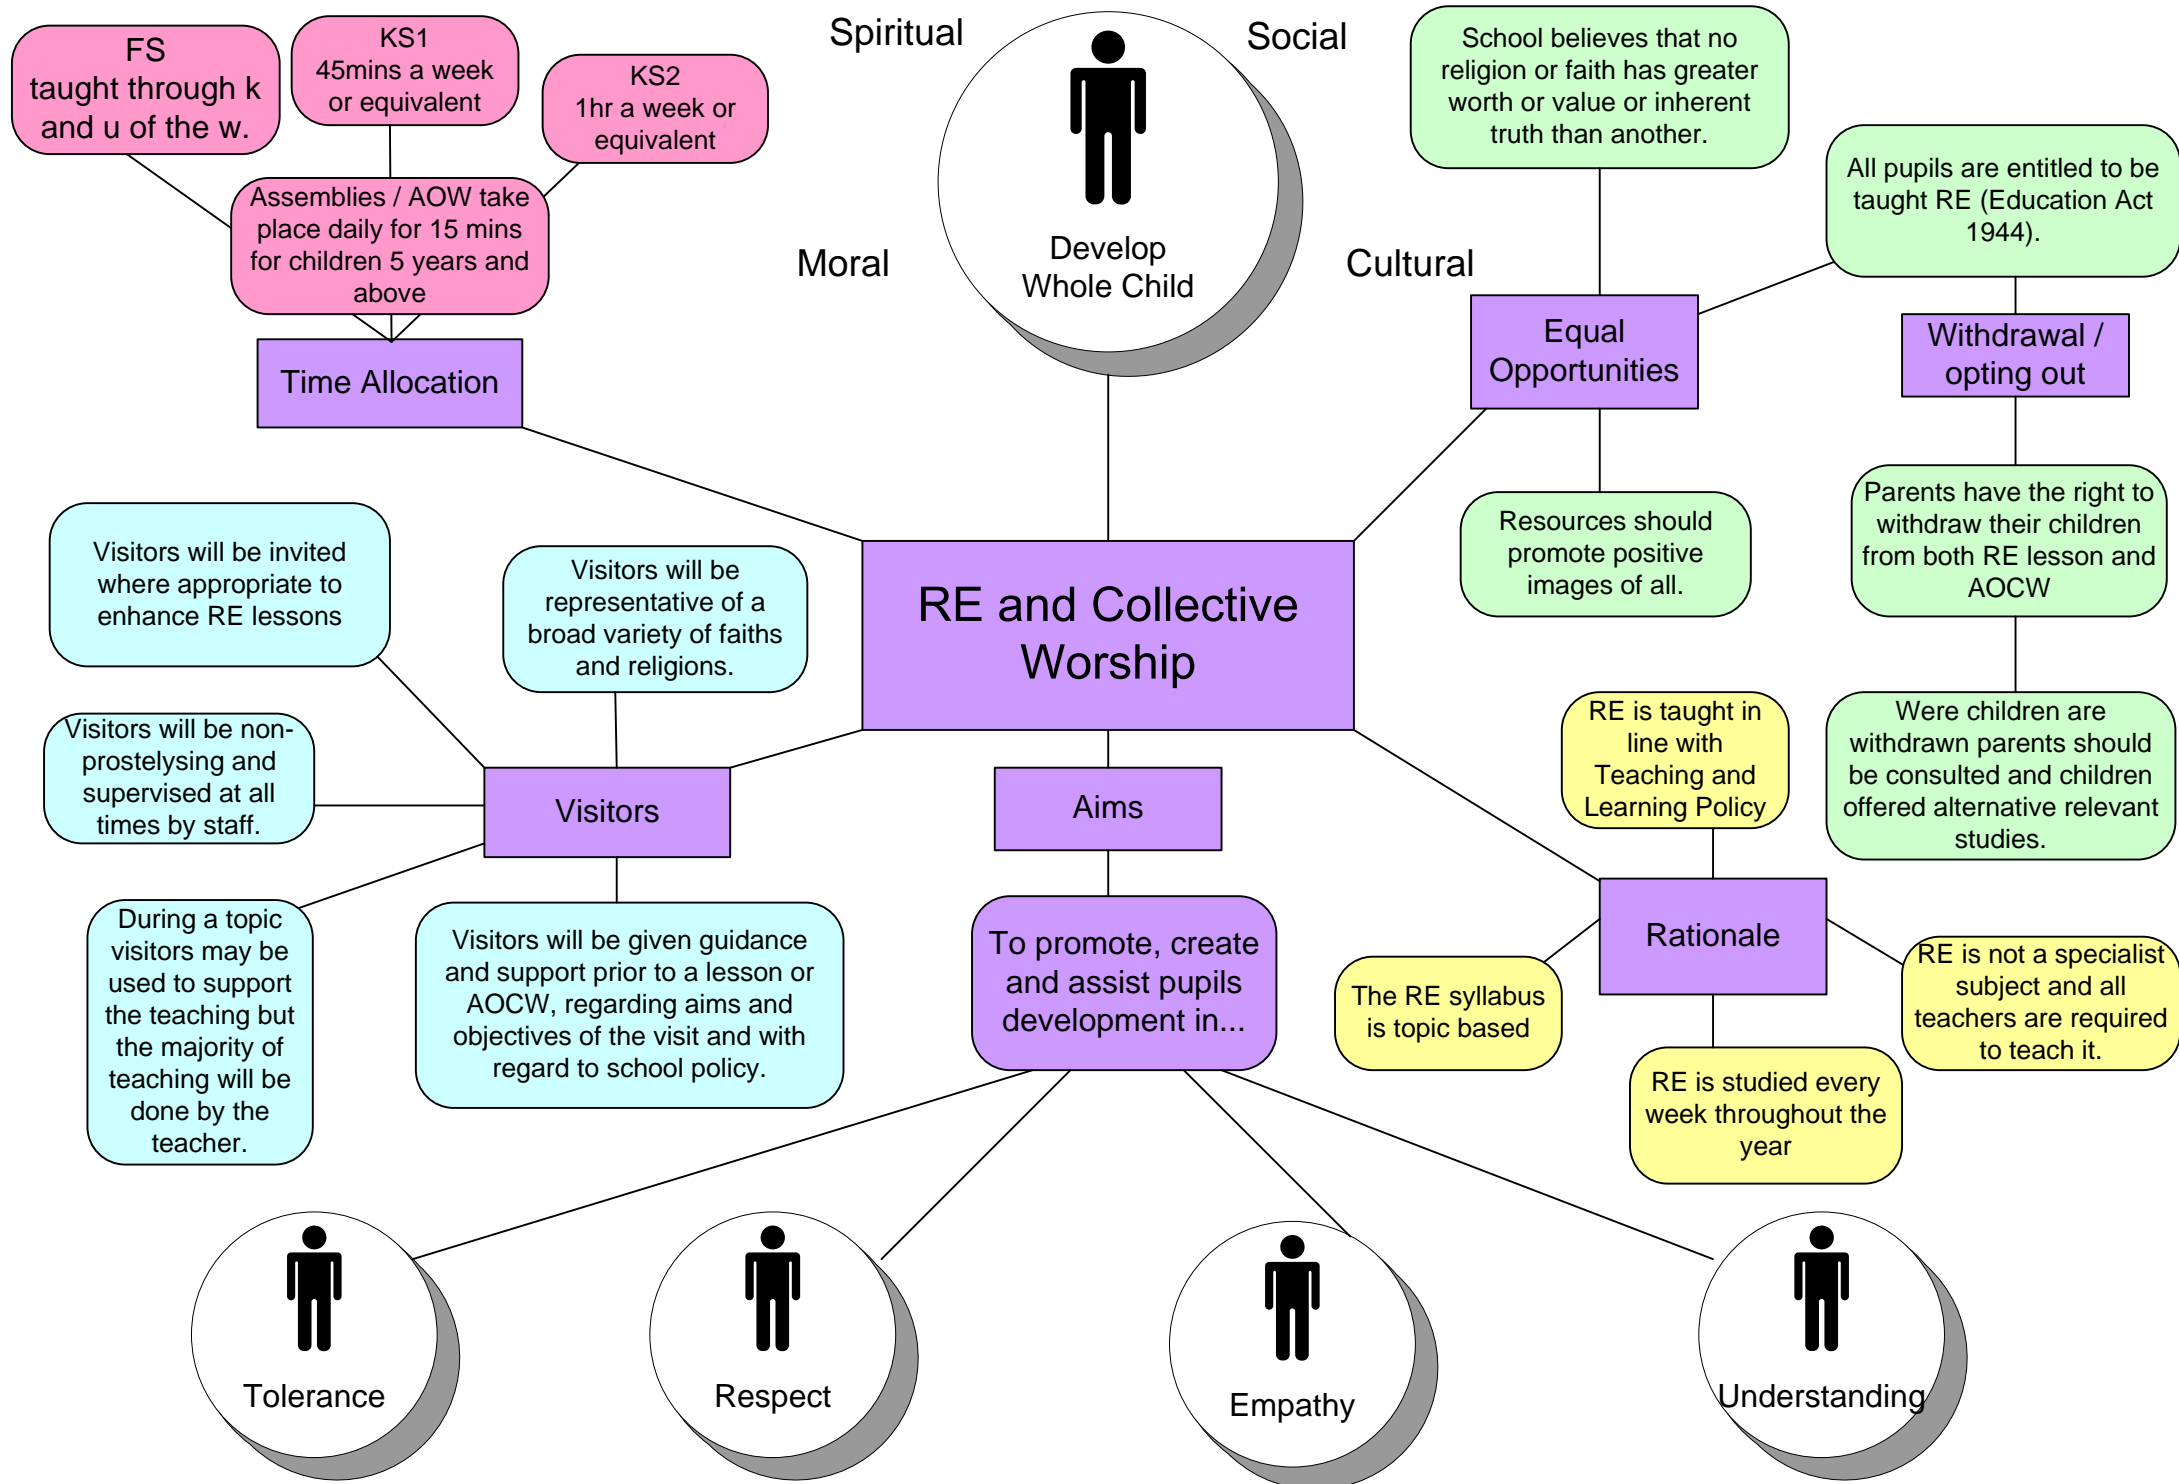 FS
taught through k
and u of the w.
KS1
45mins a week
or equivalent
KS2
1hr a week or
equivalent
Assemblies / AOW take
place daily for 15 mins
for children 5 years and
above
Time Allocation
Spiritual
Social
Moral
Cultural
Develop
Whole Child
School believes that no
religion or faith has greater
worth or value or inherent
truth than another.
All pupils are entitled to be
taught RE (Education Act
1944).
Equal
Opportunities
Withdrawal /
opting out
Resources should
promote positive
images of all.
Parents have the right to
withdraw their children
from both RE lesson and
AOCW
Were children are
withdrawn parents should
be consulted and children
offered alternative relevant
studies.
RE and Collective
Worship
Visitors will be invited
where appropriate to
enhance RE lessons
Visitors will be
representative of a
broad variety of faiths
and religions.
Visitors will be non-
prostelysing and
supervised at all
times by staff.
Visitors
During a topic
visitors may be
used to support
the teaching but
the majority of
teaching will be
done by the
teacher.
Visitors will be given guidance
and support prior to a lesson or
AOCW, regarding aims and
objectives of the visit and with
regard to school policy.
Aims
To promote, create
and assist pupils
development in...
RE is taught in
line with
Teaching and
Learning Policy
Rationale
The RE syllabus
is topic based
RE is not a specialist
subject and all
teachers are required
to teach it.
RE is studied every
week throughout the
year
Tolerance
Respect
Empathy
Understanding